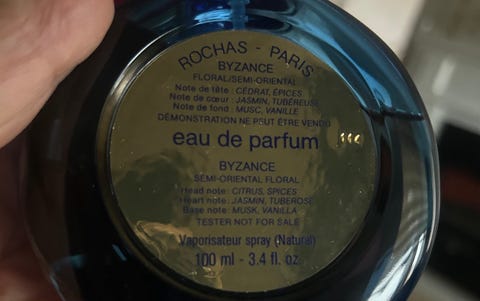 ROCHAS - PARIS
BYZANCE
FLORAL/SEMI-ORIENTAL
Note de tête : CÉDRAT, ÉPICES
Note de cœur : JASMIN, TUBÉREUSE
Note de fond : MUSC, VANILLE
DÉMONSTRATION NE PEUT ÊTRE VENDU
eau de parfum
BYZANCE
SEMI-ORIENTAL FLORAL
Head note : CITRUS, SPICES
Heart note : JASMIN, TUBEROSE
Base note : MUSK, VANILLA
TESTER NOT FOR SALE
Vaporisateur spray (Natural)
100 ml - 3.4 fl. oz.